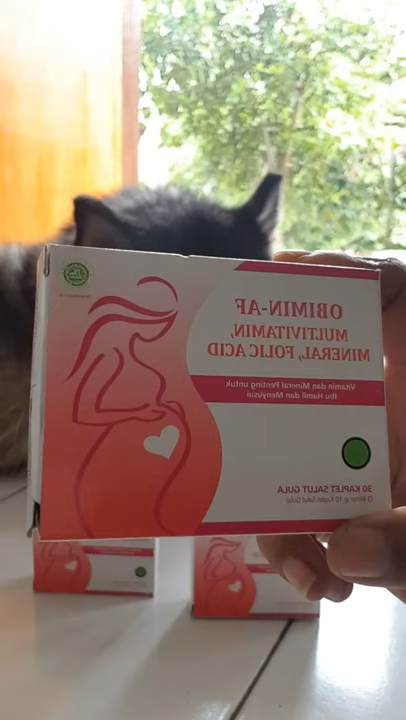 OBIMIN-AF
MULTIVITAMIN,
MINERAL, FOLIC ACID
Vitamin dan Mineral Penting untuk
Ibu Hamil dan Menyusui
30 KAPLET SALUT GULA
(3 Blister @ 10 Kaplet Salut Gula)